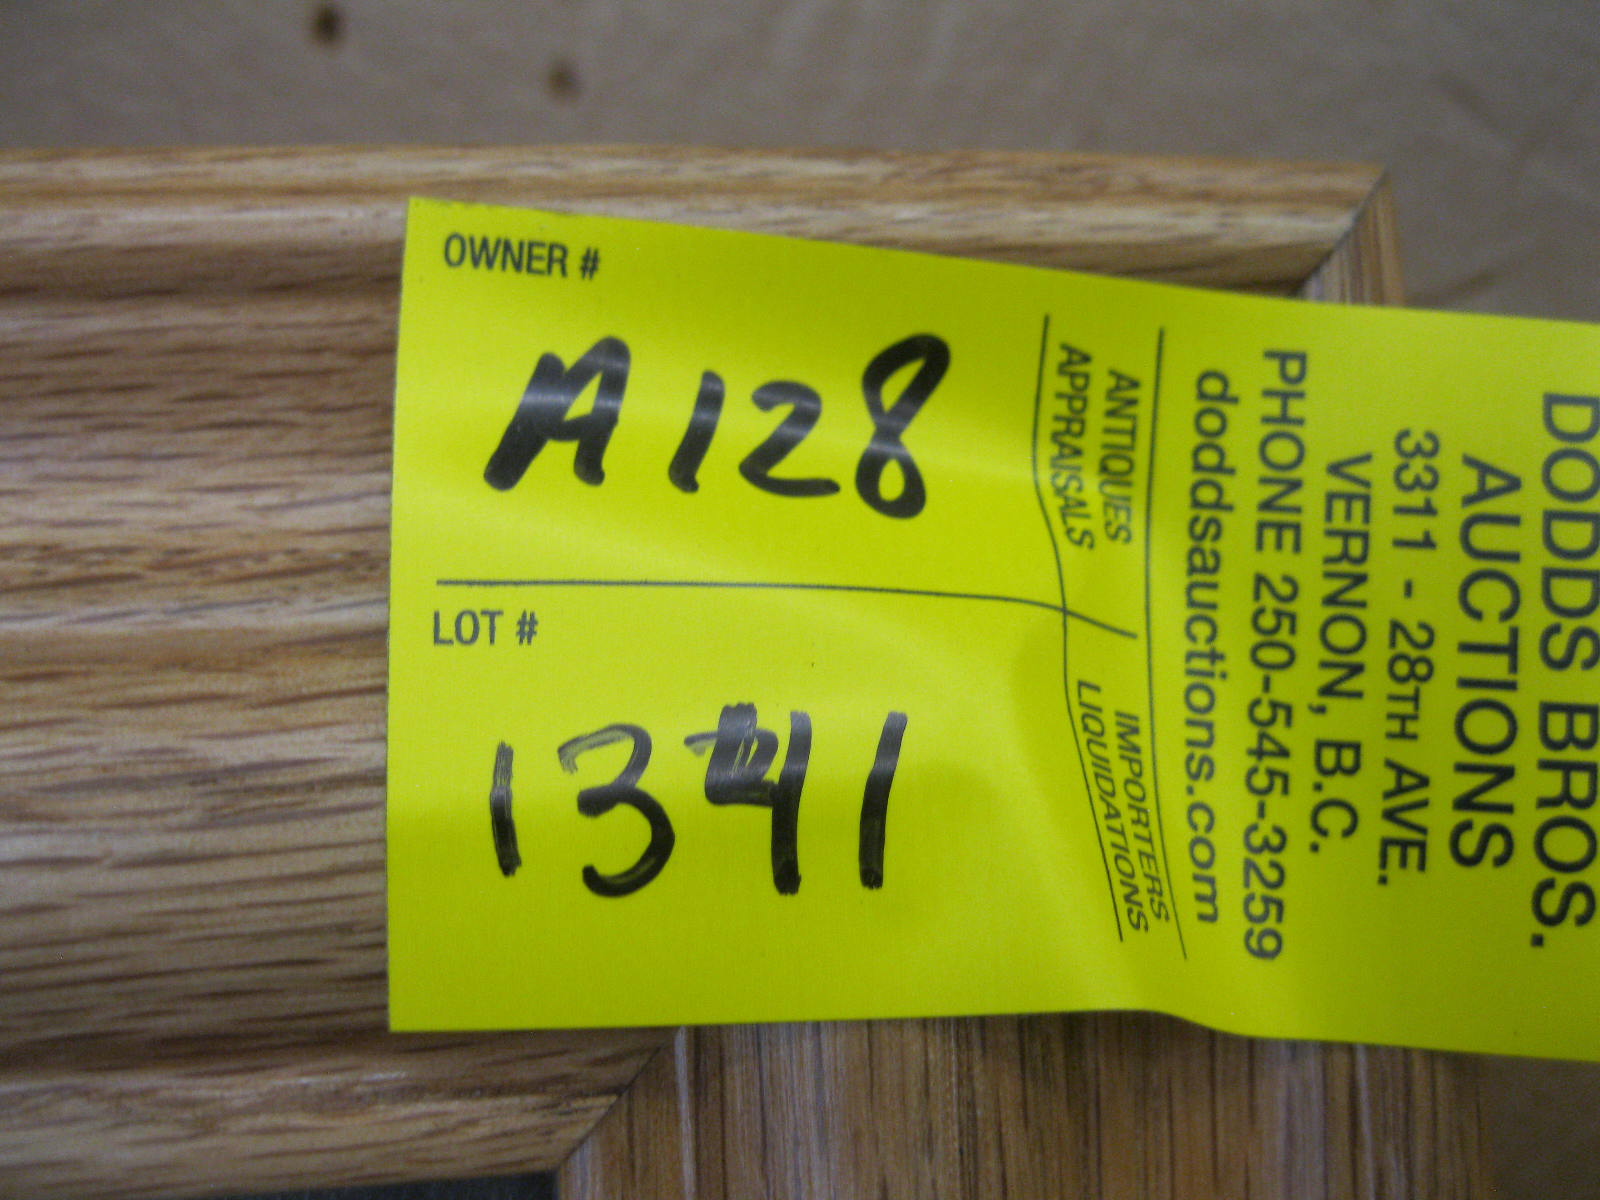 OWNER #
A128
LOT #
1341
DODDS BROS.
AUCTIONS
3311 - 28TH AVE.
VERNON, B.C.
PHONE 250-545-3259
doddsauctions.com
ANTIQUES
APPRAISALS
IMPORTERS
LIQUIDATIONS